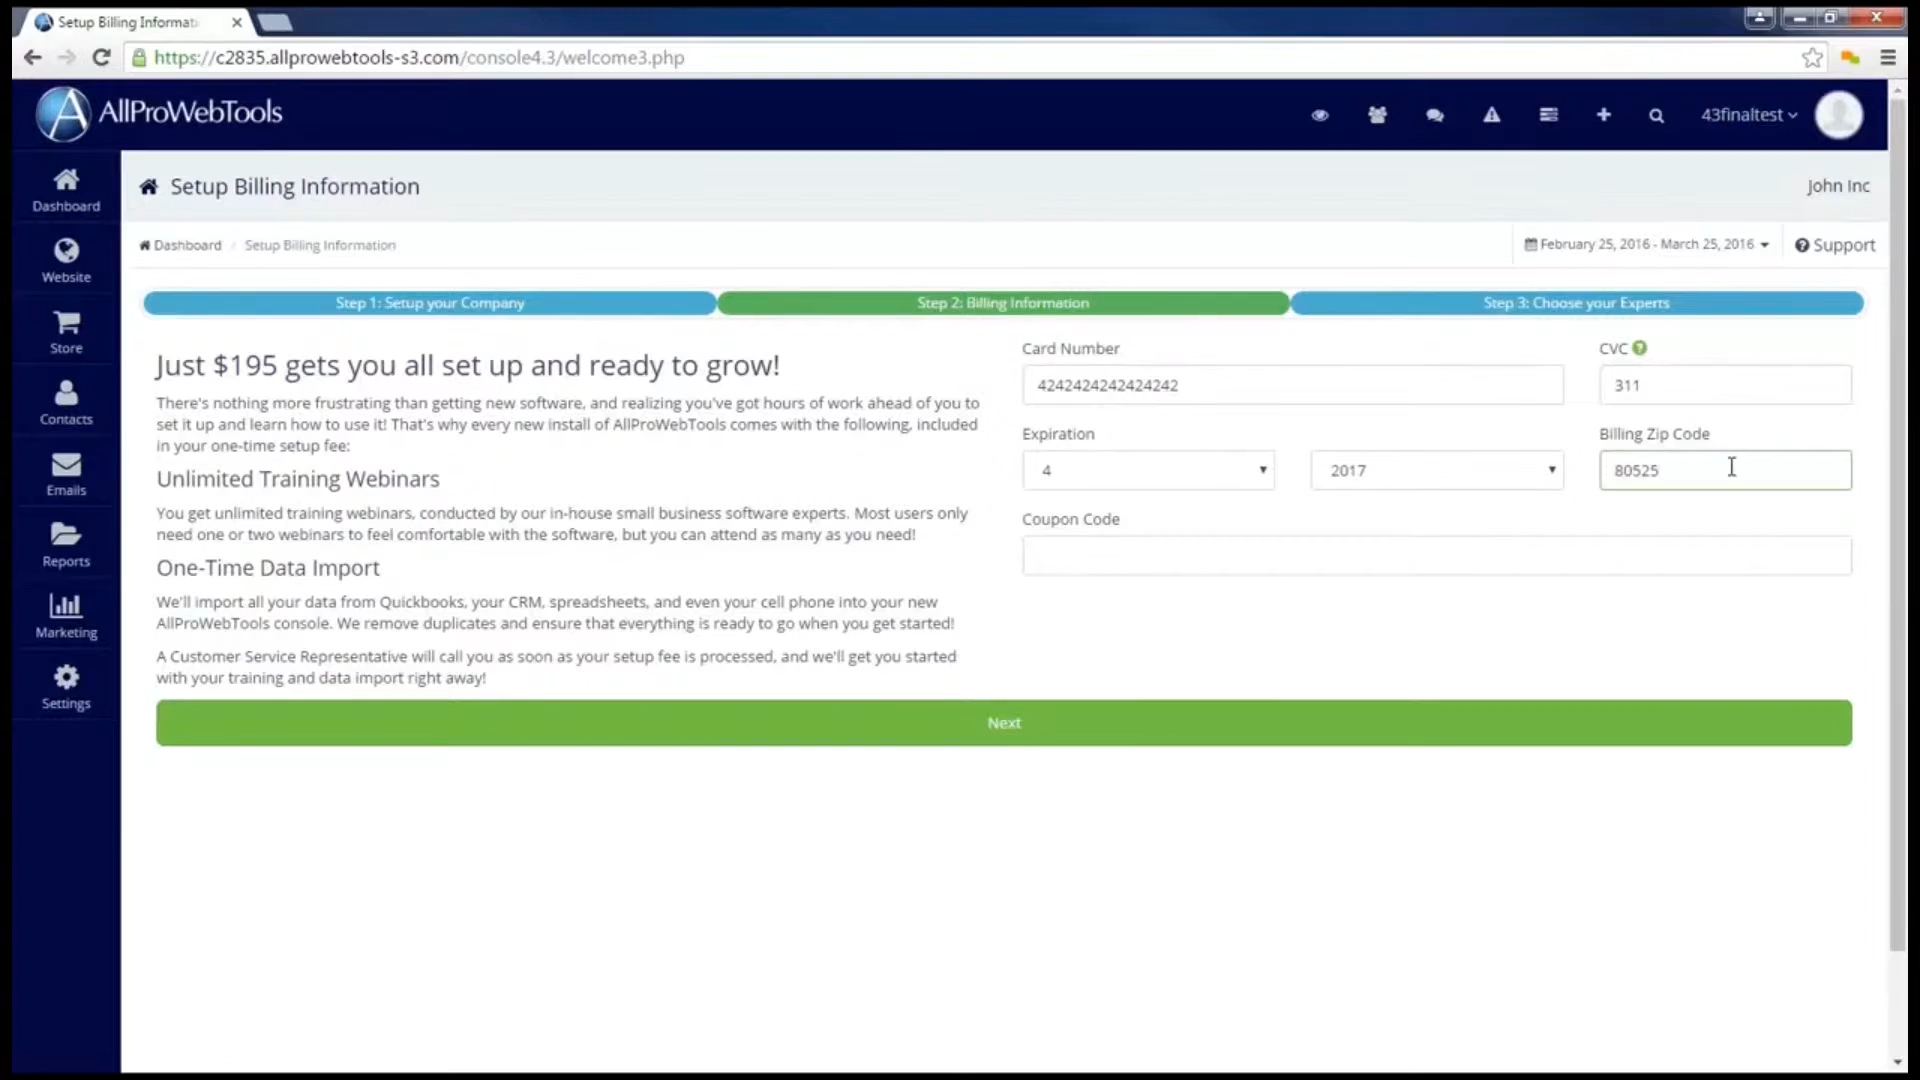 Setup Billing Informati
https://c2835.allprowebtools-s3.com/console4.3/welcome3.php
AllProWebTools
43finaltest
Dashboard
Website
Store
Contacts
Emails
Reports
Marketing
Settings
Setup Billing Information
John Inc
Dashboard / Setup Billing Information
February 25, 2016 - March 25, 2016
Support
Step 1: Setup your Company
Step 2: Billing Information
Step 3: Choose your Experts
Just $195 gets you all set up and ready to grow!
There's nothing more frustrating than getting new software, and realizing you've got hours of work ahead of you to
set it up and learn how to use it! That's why every new install of AllProWebTools comes with the following, included
in your one-time setup fee:
Unlimited Training Webinars
You get unlimited training webinars, conducted by our in-house small business software experts. Most users only
need one or two webinars to feel comfortable with the software, but you can attend as many as you need!
One-Time Data Import
We'll import all your data from Quickbooks, your CRM, spreadsheets, and even your cell phone into your new
AllProWebTools console. We remove duplicates and ensure that everything is ready to go when you get started!
A Customer Service Representative will call you as soon as your setup fee is processed, and we'll get you started
with your training and data import right away!
Card Number
4242424242424242
CVC
311
Expiration
4
2017
Billing Zip Code
80525
Coupon Code
Next